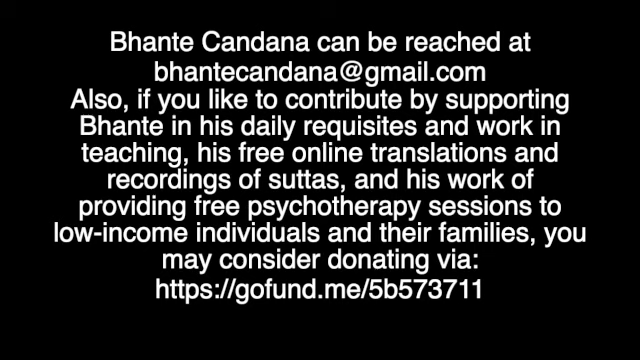 Bhante Candana can be reached at
bhantecandana@gmail.com
Also, if you like to contribute by supporting
Bhante in his daily requisites and work in
teaching, his free online translations and
recordings of suttas, and his work of
providing free psychotherapy sessions to
low-income individuals and their families, you
may consider donating via:
https://gofund.me/5b573711